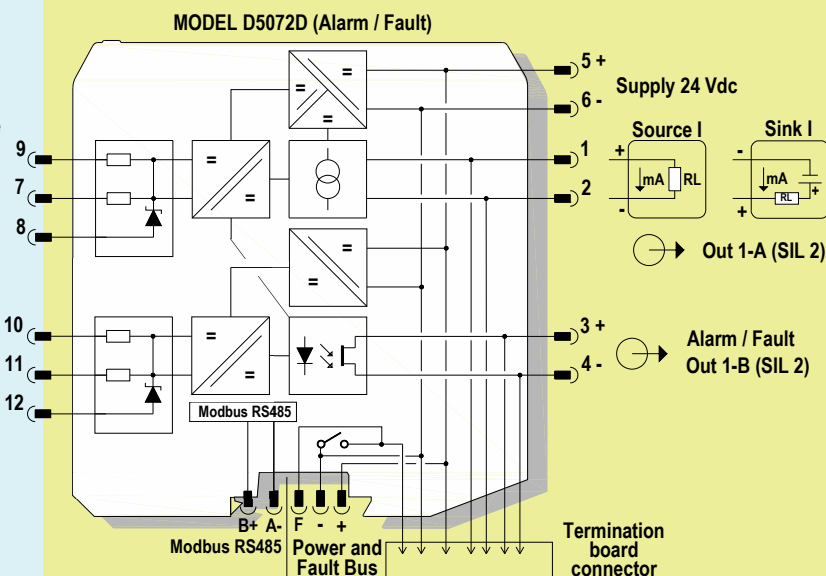 MODEL D5072D (Alarm / Fault)
5 +
6 -
Supply 24 Vdc
9
7
8
1
2
Source I
+
mA
RL
-
Sink I
-
mA
+
RL
+
Out 1-A (SIL 2)
=
=
=
=
=
=
=
=
=
10
11
12
3 +
4 -
Alarm / Fault
Out 1-B (SIL 2)
Modbus RS485
B+ A- F - +
Modbus RS485
Power and
Fault Bus
Termination
board
connector